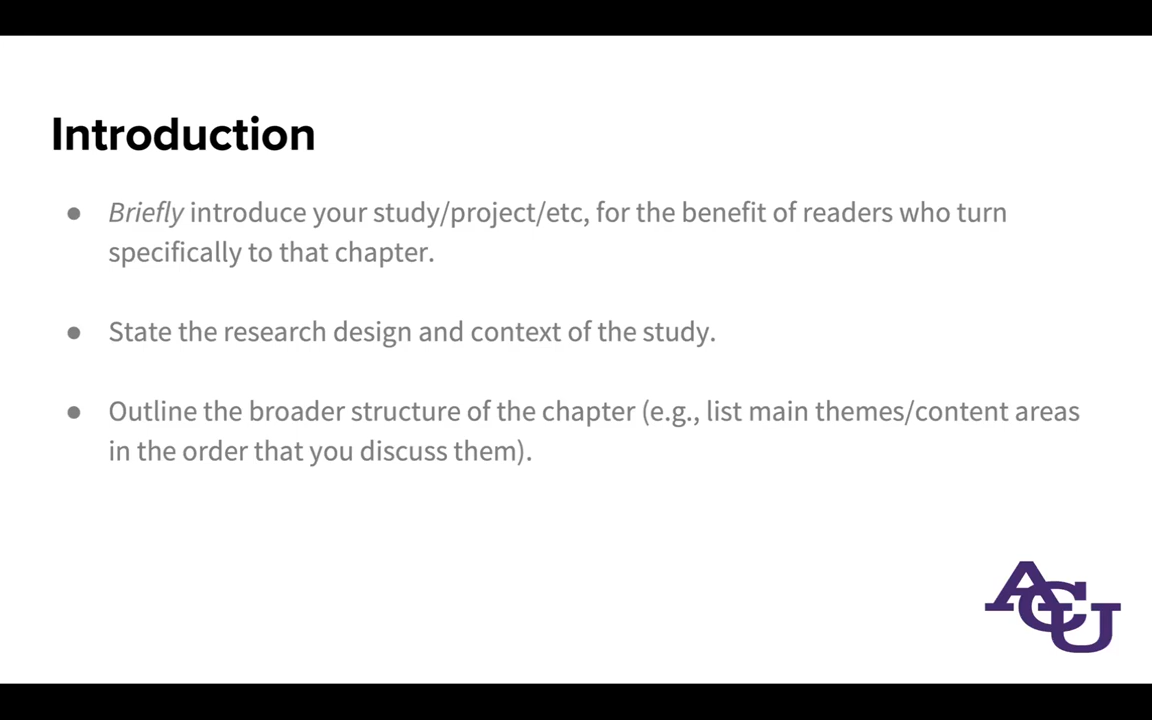 Introduction
● Briefly introduce your study/project/etc, for the benefit of readers who turn
specifically to that chapter.
● State the research design and context of the study.
● Outline the broader structure of the chapter (e.g., list main themes/content areas
in the order that you discuss them).
ACU